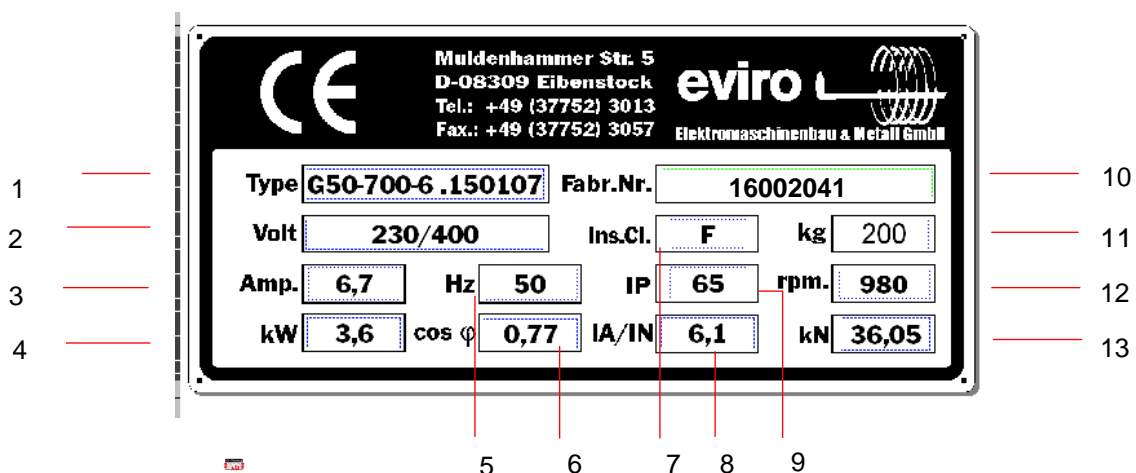 Muldenhammer Str. 5
D-08309 Eibenstock
Tel.: +49 (37752) 3013
Fax.: +49 (37752) 3057
eviro
Elektromaschinenbau & Metall GmbH
1 Type G50-700-6.150107 Fabr.Nr. 16002041 10
2 Volt 230/400 Ins.Cl. F kg 200 11
3 Amp. 6,7 Hz 50 IP 65 rpm. 980 12
4 kW 3,6 cos φ 0,77 IA/IN 6,1 kN 36,05 13
5 6 7 8 9